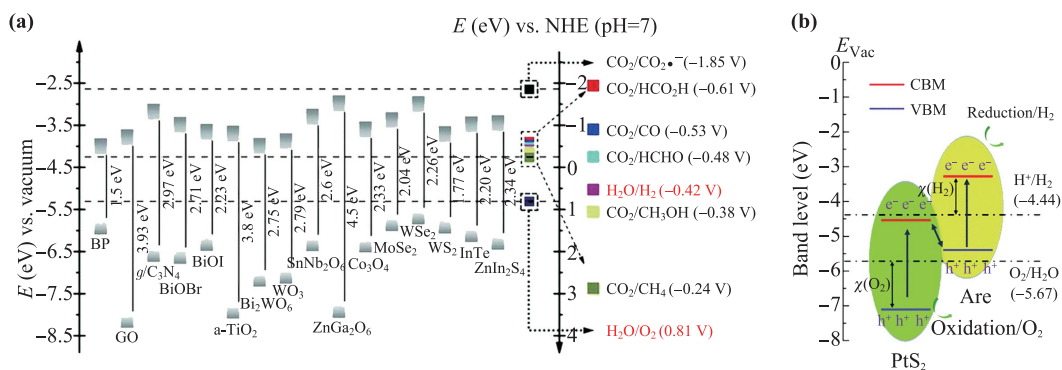 (a)
E (eV) vs. NHE (pH=7)
E (eV) vs. vacuum
−2.5
−3.5
−4.5
−5.5
−6.5
−7.5
−8.5
−2
−1
0
1
2
3
4
1.5 eV
3.93 eV
2.97 eV
2.71 eV
2.23 eV
3.8 eV
2.75 eV
2.79 eV
2.6 eV
4.5 eV
2.33 eV
2.04 eV
2.26 eV
1.77 eV
2.20 eV
2.34 eV
BP
GO
g/C₃N₄
BiOBr
BiOI
a-TiO₂
Bi₂WO₆
WO₃
SnNb₂O₆
ZnGa₂O₆
Co₃O₄
MoSe₂
WSe₂
WS₂
InTe
ZnIn₂S₄
CO₂/CO₂•⁻(−1.85 V)
CO₂/HCO₂H (−0.61 V)
CO₂/CO (−0.53 V)
CO₂/HCHO (−0.48 V)
H₂O/H₂ (−0.42 V)
CO₂/CH₃OH (−0.38 V)
CO₂/CH₄ (−0.24 V)
H₂O/O₂ (0.81 V)
(b)
E_Vac
Band level (eV)
0
−1
−2
−3
−4
−5
−6
−7
−8
CBM
VBM
Reduction/H₂
e⁻ e⁻ e⁻
χ(H₂)
H⁺/H₂
(−4.44)
e⁻ e⁻ e⁻
O₂/H₂O
(−5.67)
h⁺ h⁺ h⁺
χ(O₂)
Are
h⁺ h⁺ h⁺
Oxidation/O₂
PtS₂